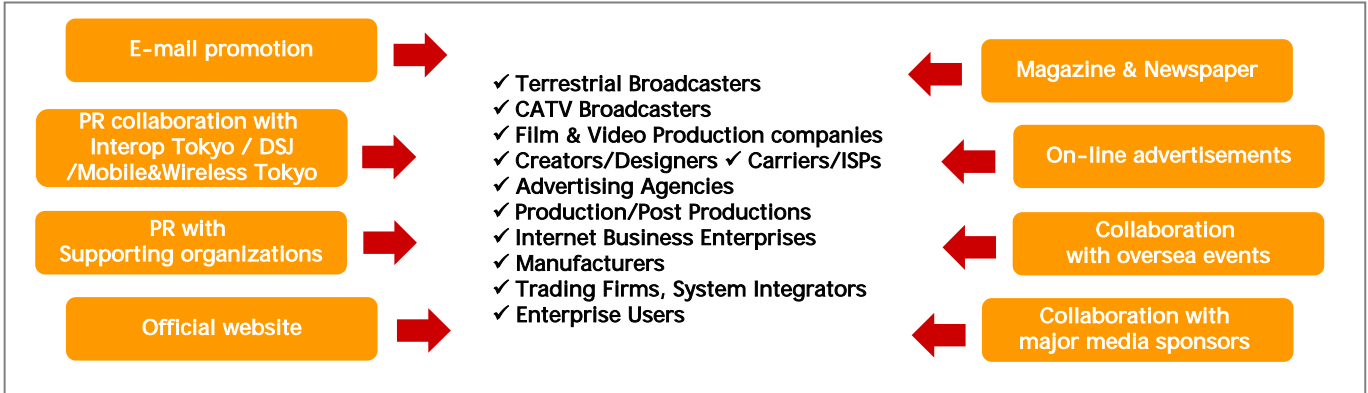 E-mail promotion
PR collaboration with
Interop Tokyo / DSJ
/Mobile&Wireless Tokyo
PR with
Supporting organizations
Official website
✓ Terrestrial Broadcasters
✓ CATV Broadcasters
✓ Film & Video Production companies
✓ Creators/Designers ✓ Carriers/ISPs
✓ Advertising Agencies
✓ Production/Post Productions
✓ Internet Business Enterprises
✓ Manufacturers
✓ Trading Firms, System Integrators
✓ Enterprise Users
Magazine & Newspaper
On-line advertisements
Collaboration
with oversea events
Collaboration with
major media sponsors